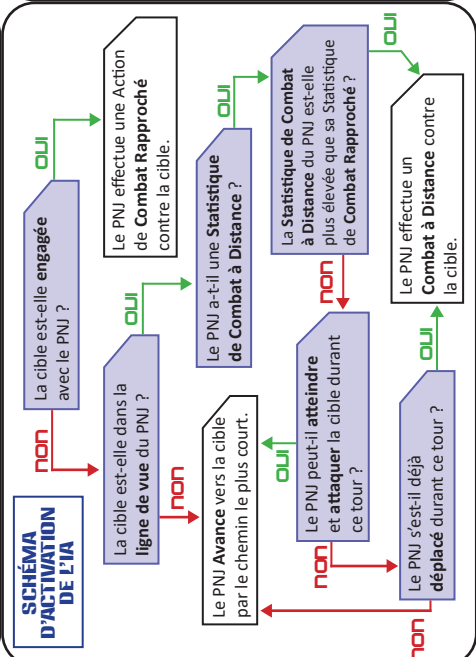 SCHÉMA
D'ACTIVATION
DE L'IA
La cible est-elle engagée
avec le PNJ ?
OUI
NON
Le PNJ effectue une Action
de Combat Rapproché
contre la cible.
La cible est-elle dans la
ligne de vue du PNJ ?
OUI
NON
Le PNJ a-t-il une Statistique
de Combat à Distance ?
OUI
Le PNJ Avance vers la cible
par le chemin le plus court.
La Statistique de Combat
à Distance du PNJ est-elle
plus élevée que sa Statistique
de Combat Rapproché ?
OUI
NON
Le PNJ peut-il atteindre
et attaquer la cible durant
ce tour ?
OUI
NON
Le PNJ effectue un
Combat à Distance contre
la cible.
Le PNJ s'est-il déjà
déplacé durant ce tour ?
OUI
NON